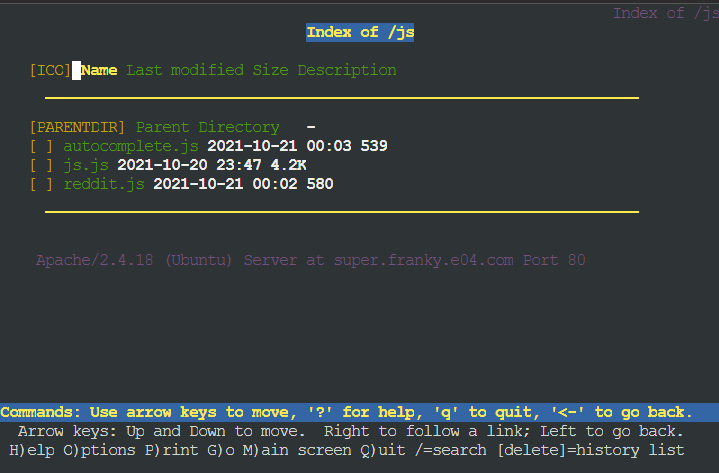 Index of /js
Index of /js
[ICO] Name Last modified Size Description
[PARENTDIR] Parent Directory -
[ ] autocomplete.js 2021-10-21 00:03 539
[ ] js.js 2021-10-20 23:47 4.2K
[ ] reddit.js 2021-10-21 00:02 580
Apache/2.4.18 (Ubuntu) Server at super.franky.e04.com Port 80
Commands: Use arrow keys to move, '?' for help, 'q' to quit, '<-' to go back.
Arrow keys: Up and Down to move. Right to follow a link; Left to go back.
H)elp O)ptions P)rint G)o M)ain screen Q)uit /=search [delete]=history list